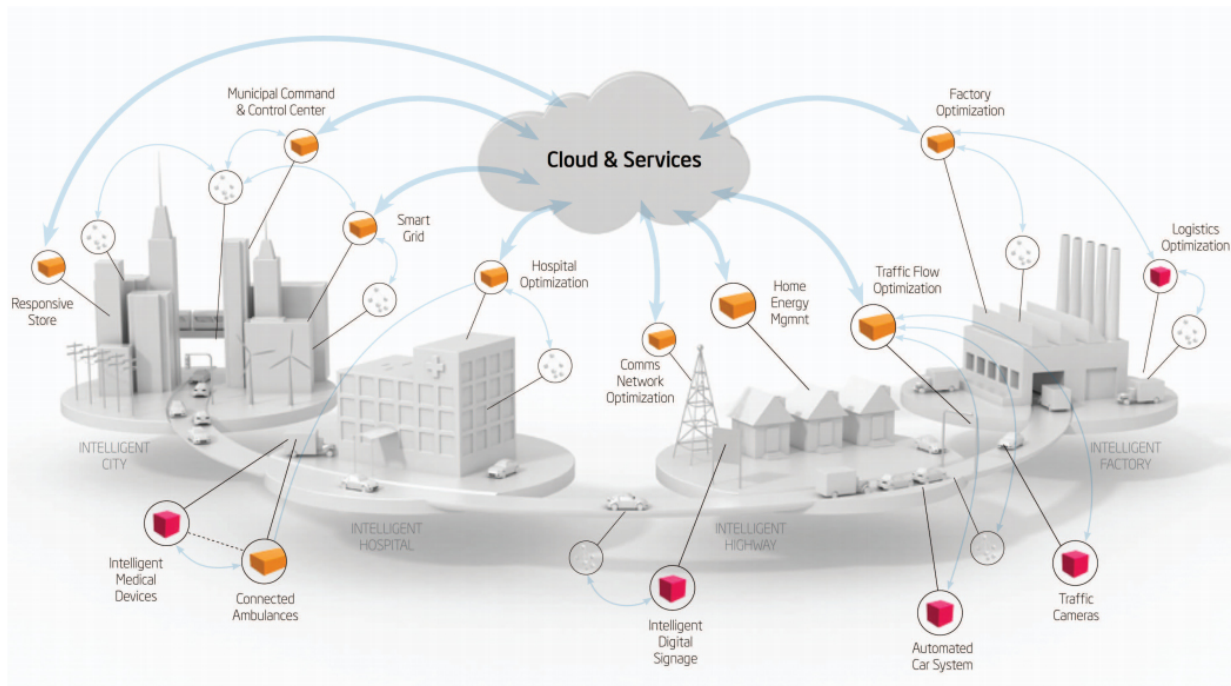 Municipal Command
& Control Center
Factory
Optimization
Cloud & Services
Smart
Grid
Logistics
Optimization
Responsive
Store
Hospital
Optimization
Home
Energy
Mgmnt
Traffic Flow
Optimization
Comms
Network
Optimization
INTELLIGENT
CITY
INTELLIGENT
FACTORY
INTELLIGENT
HOSPITAL
INTELLIGENT
HIGHWAY
Intelligent
Medical
Devices
Connected
Ambulances
Intelligent
Digital
Signage
Automated
Car System
Traffic
Cameras